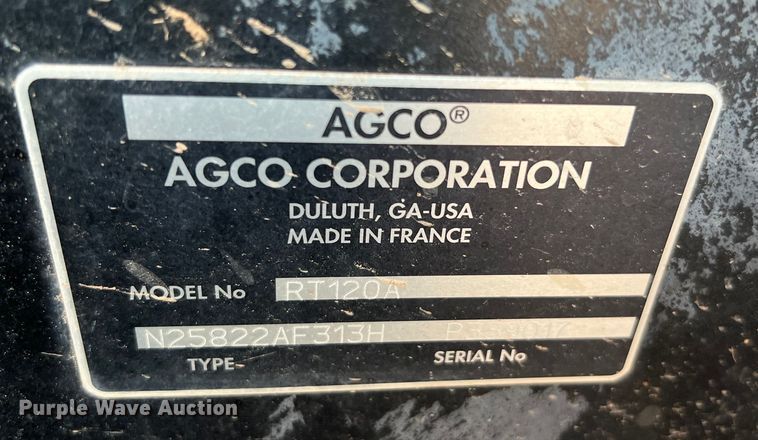 AGCO®
AGCO CORPORATION
DULUTH, GA-USA
MADE IN FRANCE
MODEL No RT120A
N25822AF313H
TYPE SERIAL No
Purple Wave Auction